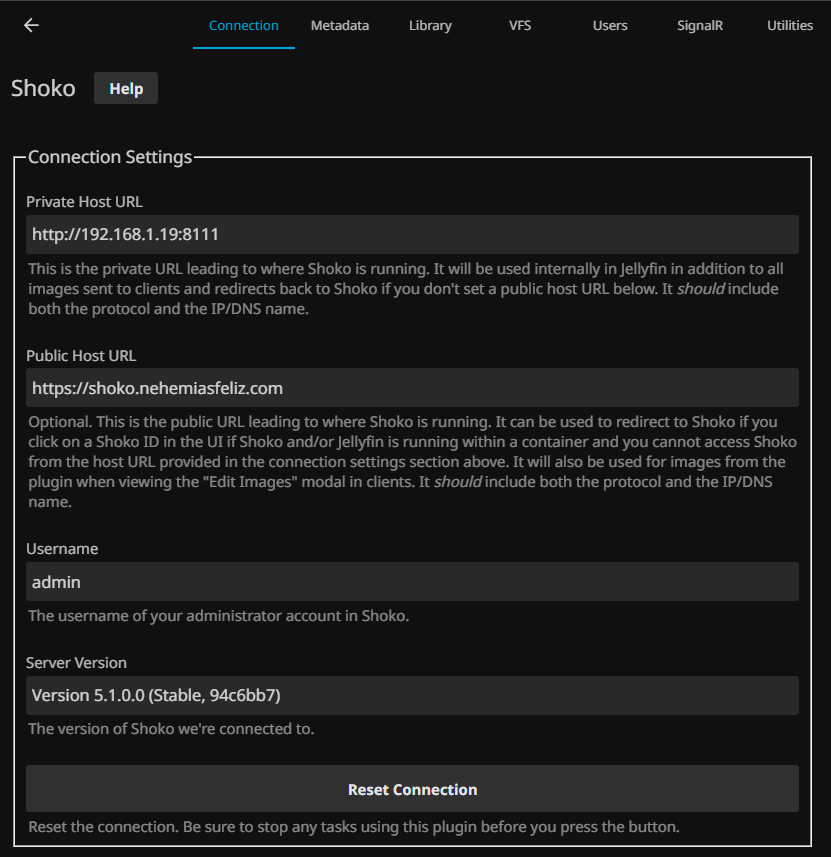 Connection Metadata Library VFS Users SignalR Utilities
Shoko Help
Connection Settings
Private Host URL
http://192.168.1.19:8111
This is the private URL leading to where Shoko is running. It will be used internally in Jellyfin in addition to all
images sent to clients and redirects back to Shoko if you don't set a public host URL below. It should include
both the protocol and the IP/DNS name.
Public Host URL
https://shoko.nehemiasfeliz.com
Optional. This is the public URL leading to where Shoko is running. It can be used to redirect to Shoko if you
click on a Shoko ID in the UI if Shoko and/or Jellyfin is running within a container and you cannot access Shoko
from the host URL provided in the connection settings section above. It will also be used for images from the
plugin when viewing the "Edit Images" modal in clients. It should include both the protocol and the IP/DNS
name.
Username
admin
The username of your administrator account in Shoko.
Server Version
Version 5.1.0.0 (Stable, 94c6bb7)
The version of Shoko we're connected to.
Reset Connection
Reset the connection. Be sure to stop any tasks using this plugin before you press the button.